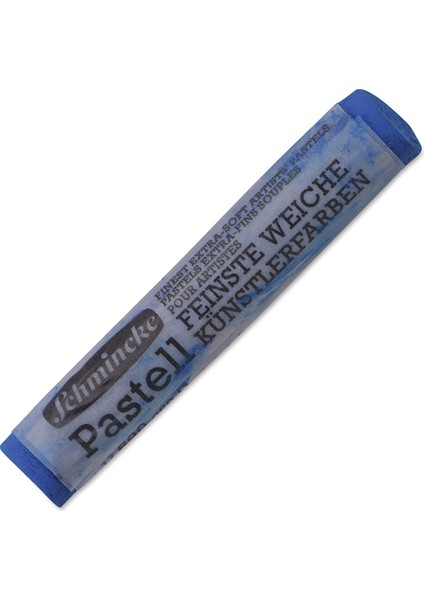 FINEST EXTRA-SOFT ARTISTS' PASTELS
PASTELS EXTRA-FINS SOUPLES
POUR ARTISTES
Schmincke
Pastell
FEINSTE WEICHE
KÜNSTLERFARBEN